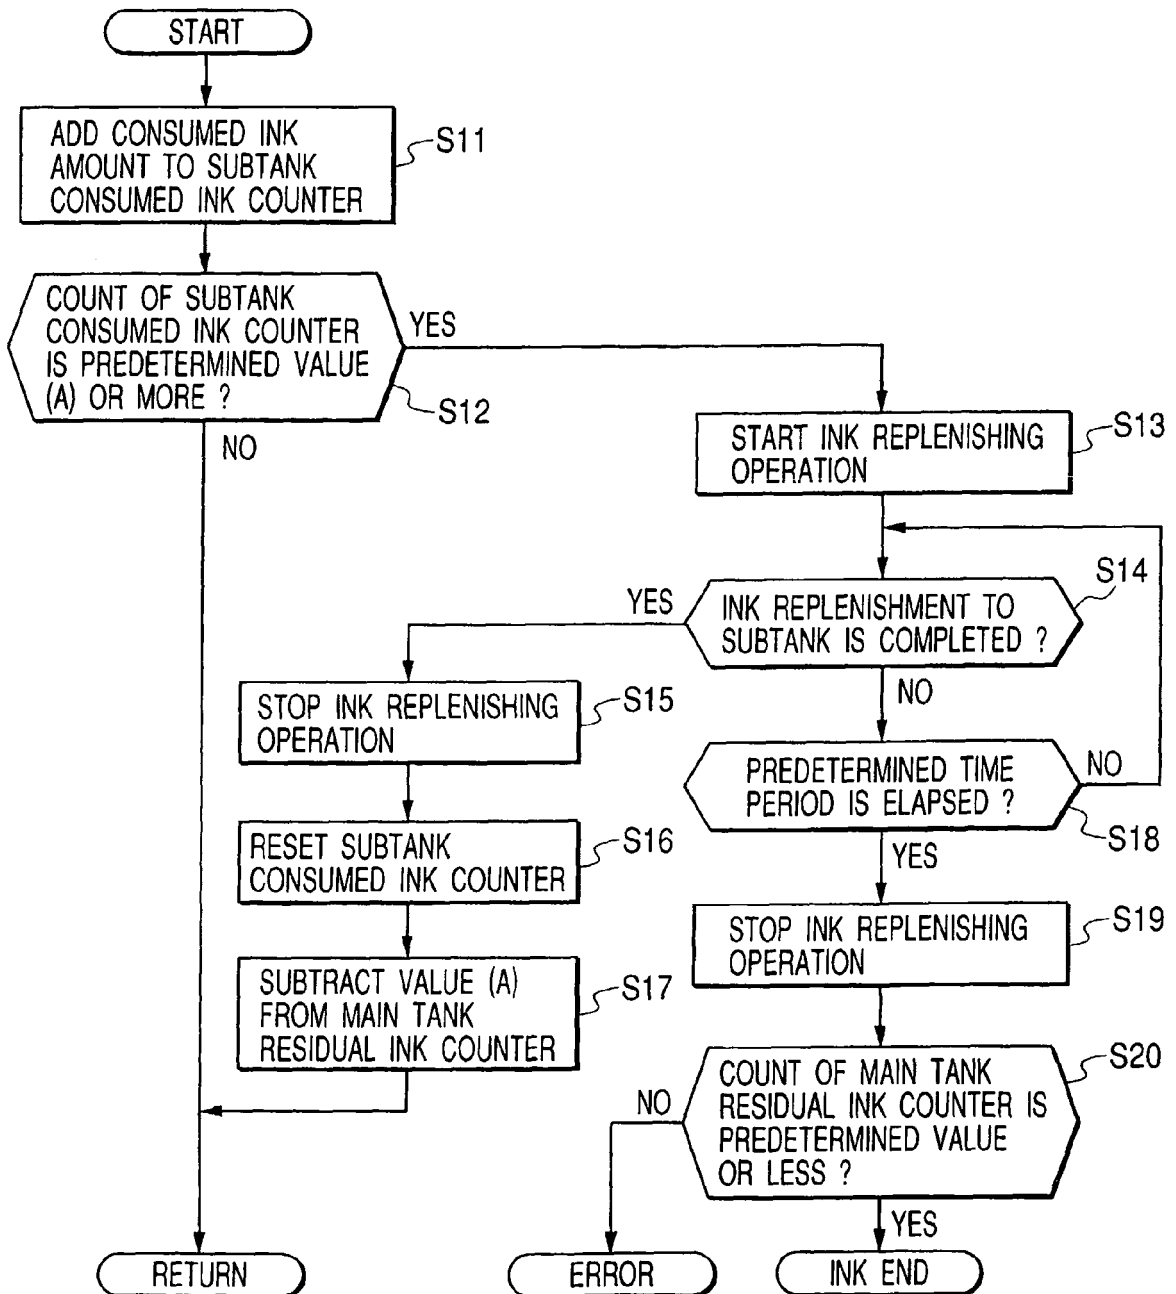 START
ADD CONSUMED INK
AMOUNT TO SUBTANK
CONSUMED INK COUNTER
S11
COUNT OF SUBTANK
CONSUMED INK COUNTER
IS PREDETERMINED VALUE
(A) OR MORE ?
YES
S12
NO
START INK REPLENISHING
OPERATION
S13
INK REPLENISHMENT TO
SUBTANK IS COMPLETED ?
S14
YES
NO
STOP INK REPLENISHING
OPERATION
S15
RESET SUBTANK
CONSUMED INK COUNTER
S16
SUBTRACT VALUE (A)
FROM MAIN TANK
RESIDUAL INK COUNTER
S17
PREDETERMINED TIME
PERIOD IS ELAPSED ?
NO
S18
YES
STOP INK REPLENISHING
OPERATION
S19
COUNT OF MAIN TANK
RESIDUAL INK COUNTER IS
PREDETERMINED VALUE
OR LESS ?
S20
NO
YES
RETURN
ERROR
INK END